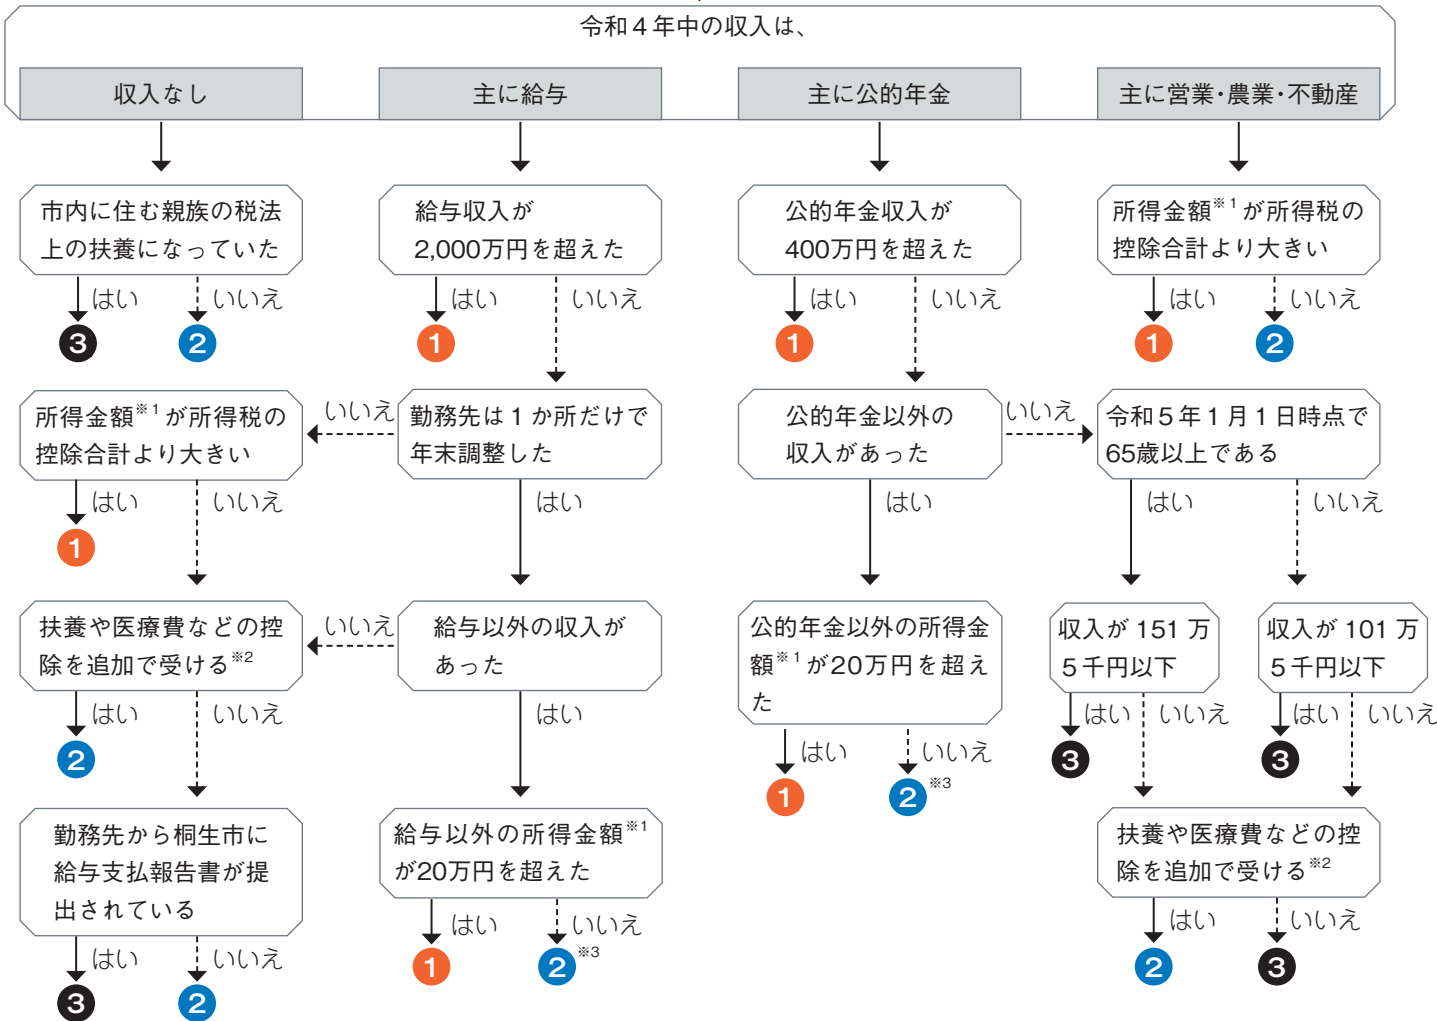 令和４年中の収入は、
収入なし
主に給与
主に公的年金
主に営業・農業・不動産
市内に住む親族の税法
上の扶養になっていた
給与収入が
2,000万円を超えた
公的年金収入が
400万円を超えた
所得金額※1が所得税の
控除合計より大きい
はい
いいえ
はい
いいえ
はい
いいえ
はい
いいえ
3
2
1
1
1
2
所得金額※1が所得税の
控除合計より大きい
いいえ
勤務先は１か所だけで
年末調整した
公的年金以外の
収入があった
いいえ
令和５年１月１日時点で
65歳以上である
はい
いいえ
はい
はい
はい
いいえ
1
扶養や医療費などの控
除を追加で受ける※2
いいえ
給与以外の収入が
あった
公的年金以外の所得金
額※1が20万円を超え
た
収入が 151 万
５千円以下
収入が 101 万
５千円以下
はい
いいえ
はい
はい
いいえ
はい
いいえ
はい
いいえ
2
1
2※3
3
3
勤務先から桐生市に
給与支払報告書が提
出されている
給与以外の所得金額※1
が20万円を超えた
扶養や医療費などの控
除を追加で受ける※2
はい
いいえ
はい
いいえ
はい
いいえ
3
2
1
2※3
2
3